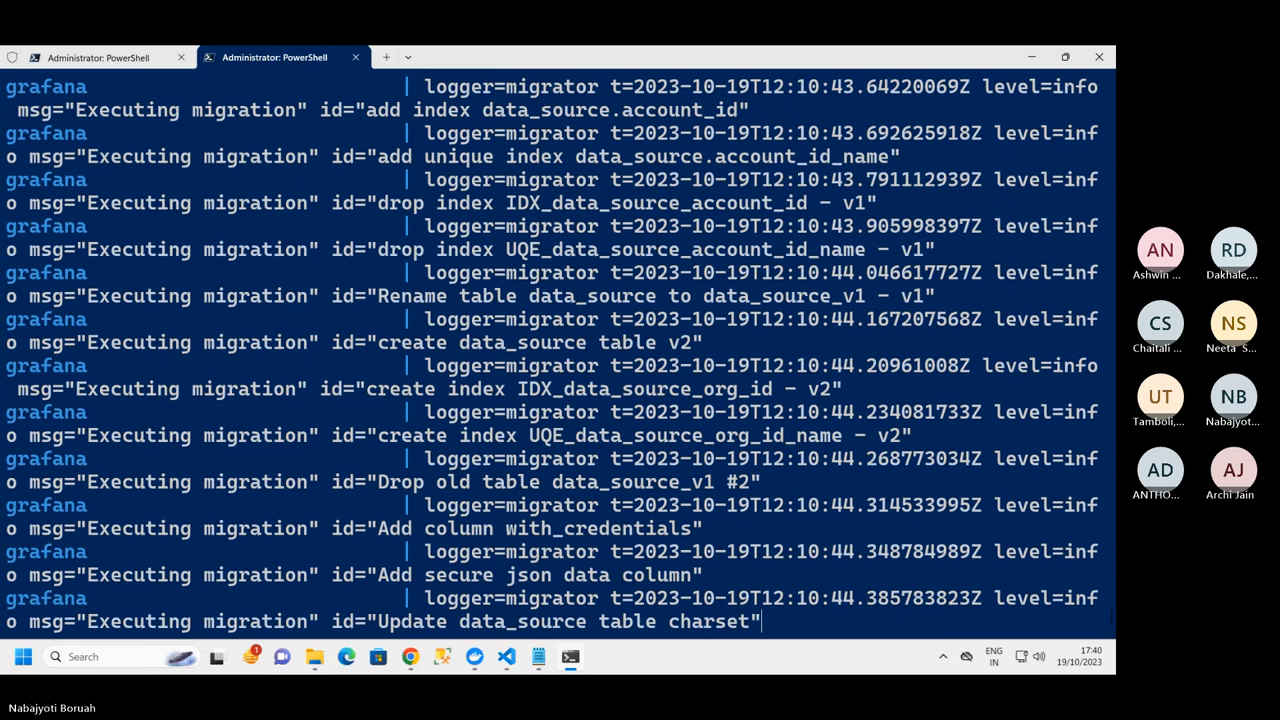 Administrator: PowerShell
Administrator: PowerShell
grafana | logger=migrator t=2023-10-19T12:10:43.64220069Z level=info
msg="Executing migration" id="add index data_source.account_id"
grafana | logger=migrator t=2023-10-19T12:10:43.692625918Z level=inf
o msg="Executing migration" id="add unique index data_source.account_id_name"
grafana | logger=migrator t=2023-10-19T12:10:43.791112939Z level=inf
o msg="Executing migration" id="drop index IDX_data_source_account_id - v1"
grafana | logger=migrator t=2023-10-19T12:10:43.905998397Z level=inf
o msg="Executing migration" id="drop index UQE_data_source_account_id_name - v1"
grafana | logger=migrator t=2023-10-19T12:10:44.046617727Z level=inf
o msg="Executing migration" id="Rename table data_source to data_source_v1 - v1"
grafana | logger=migrator t=2023-10-19T12:10:44.167207568Z level=inf
o msg="Executing migration" id="create data_source table v2"
grafana | logger=migrator t=2023-10-19T12:10:44.20961008Z level=info
msg="Executing migration" id="create index IDX_data_source_org_id - v2"
grafana | logger=migrator t=2023-10-19T12:10:44.234081733Z level=inf
o msg="Executing migration" id="create index UQE_data_source_org_id_name - v2"
grafana | logger=migrator t=2023-10-19T12:10:44.268773034Z level=inf
o msg="Executing migration" id="Drop old table data_source_v1 #2"
grafana | logger=migrator t=2023-10-19T12:10:44.314533995Z level=inf
o msg="Executing migration" id="Add column with_credentials"
grafana | logger=migrator t=2023-10-19T12:10:44.348784989Z level=inf
o msg="Executing migration" id="Add secure json data column"
grafana | logger=migrator t=2023-10-19T12:10:44.385783823Z level=inf
o msg="Executing migration" id="Update data_source table charset"
Search
1
ENG
IN
17:40
19/10/2023
AN
Ashwin ...
RD
Dakhale,...
CS
Chaitali ...
NS
Neeta S...
UT
Tamboli,...
NB
Nabajyot...
AD
ANTHO...
AJ
Archi Jain
Nabajyoti Boruah